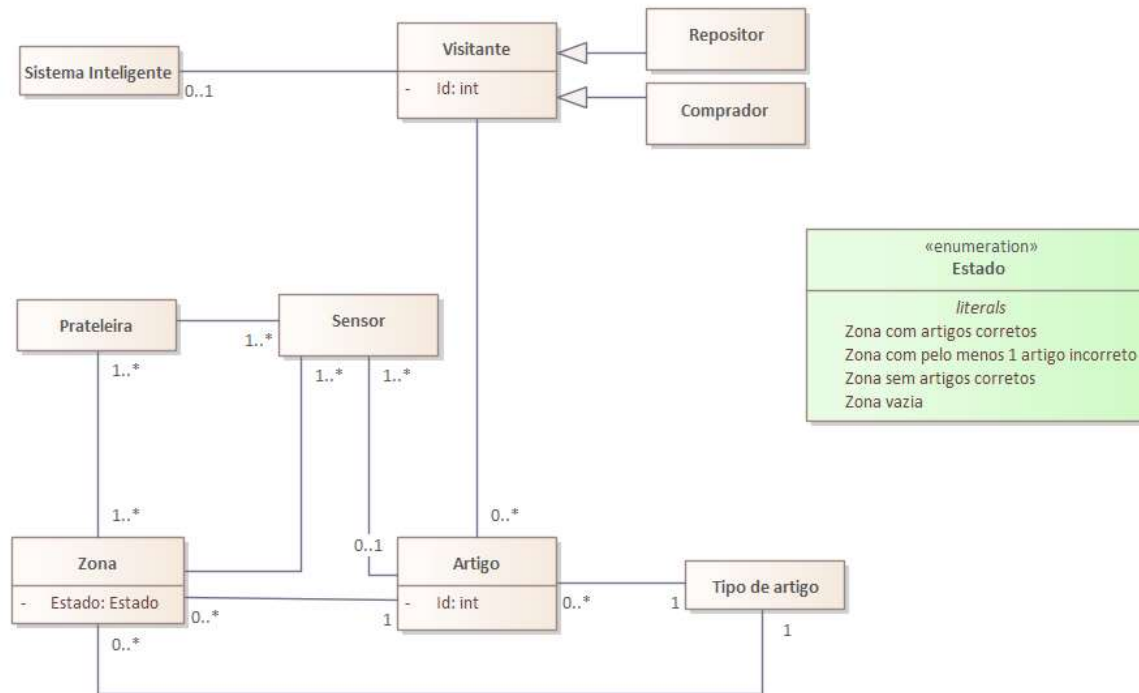 Repositor
Visitante
Sistema Inteligente
0..1
- Id: int
Comprador
«enumeration»
Estado
literals
Zona com artigos corretos
Zona com pelo menos 1 artigo incorreto
Zona sem artigos corretos
Zona vazia
Prateleira
Sensor
1..*
1..*
1..*
1..*
1..*
0..*
0..1
Zona
- Estado: Estado
0..*
0..*
Artigo
- Id: int
1
0..*
1
Tipo de artigo
1